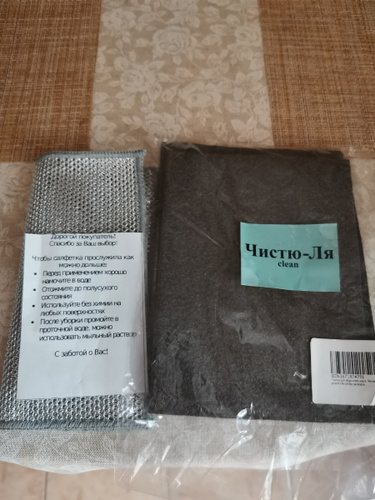 Дорогой покупатель!
Спасибо за Ваш выбор!
Чтобы салфетка прослужила как
можно дольше:
• Перед применением хорошо
намочите в воде
• Отожмите до полусухого
состояния
• Используйте без химии на
любых поверхностях
• После уборки промойте в
проточной воде, можно
использовать мыльный раствор
С заботой о Вас!
Чистю-Ля
clean